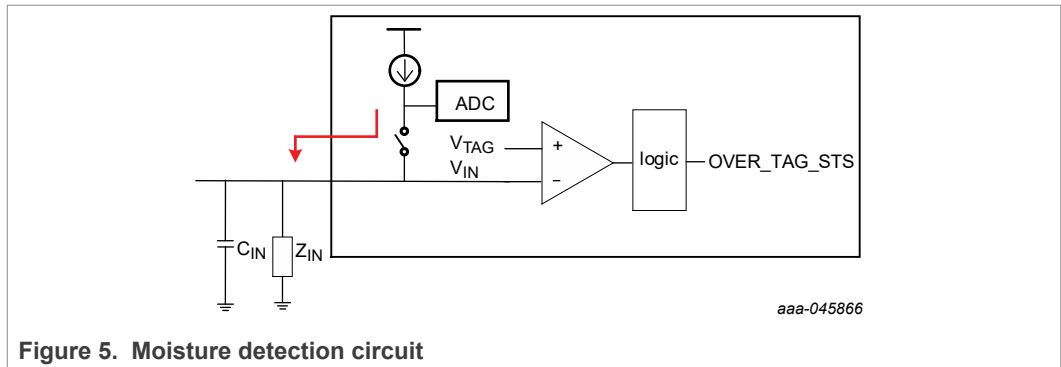 ADC
VTAG
VIN
+
−
logic
OVER_TAG_STS
CIN
ZIN
aaa-045866
Figure 5. Moisture detection circuit